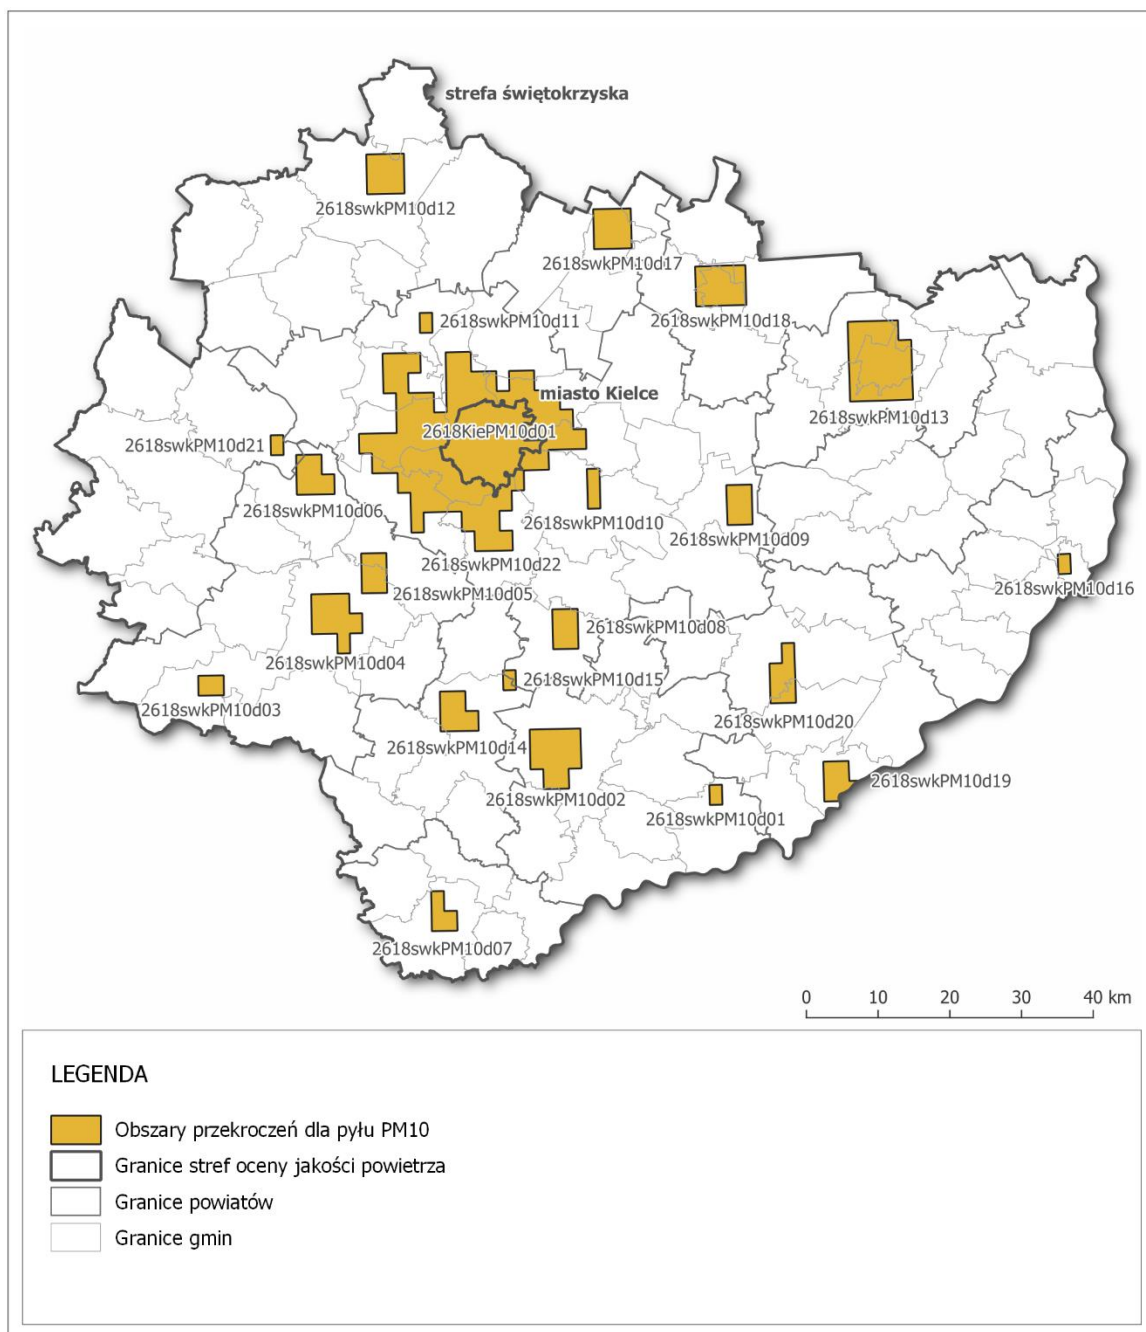 strefa świętokrzyska
2618swkPM10d12
2618swkPM10d17
2618swkPM10d11
2618swkPM10d18
miasto Kielce
2618swkPM10d13
2618KiePM10d01
2618swkPM10d21
2618swkPM10d06
2618swkPM10d10
2618swkPM10d09
2618swkPM10d22
2618swkPM10d16
2618swkPM10d05
2618swkPM10d08
2618swkPM10d04
2618swkPM10d15
2618swkPM10d03
2618swkPM10d20
2618swkPM10d14
2618swkPM10d19
2618swkPM10d02
2618swkPM10d01
2618swkPM10d07
0 10 20 30 40 km
LEGENDA
Obszary przekroczeń dla pyłu PM10
Granice stref oceny jakości powietrza
Granice powiatów
Granice gmin